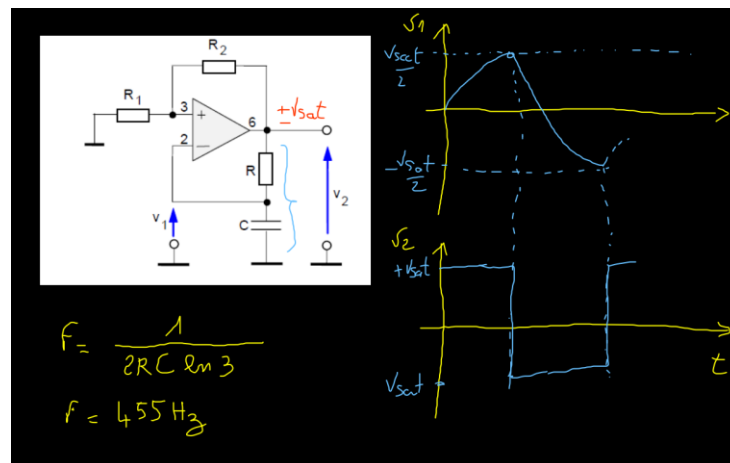 R2
R1
3
+
2
−
6
±Vsat
R
C
v1
v2
F = 1
2RC ln 3
F = 455 Hz
v1
Vsat
2
−Vsat
2
t
v2
+Vsat
Vsat
t